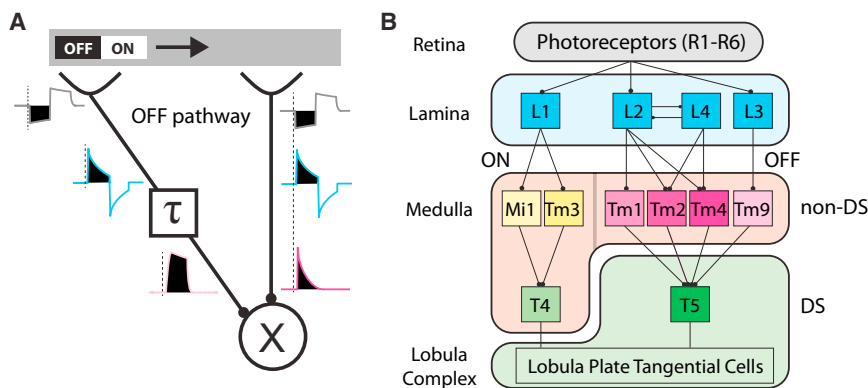 A
OFF ON
OFF pathway
τ
X
B
Retina
Photoreceptors (R1-R6)
Lamina
L1 L2 L4 L3
ON OFF
Medulla
Mi1 Tm3 Tm1 Tm2 Tm4 Tm9
non-DS
T4 T5
DS
Lobula
Complex
Lobula Plate Tangential Cells